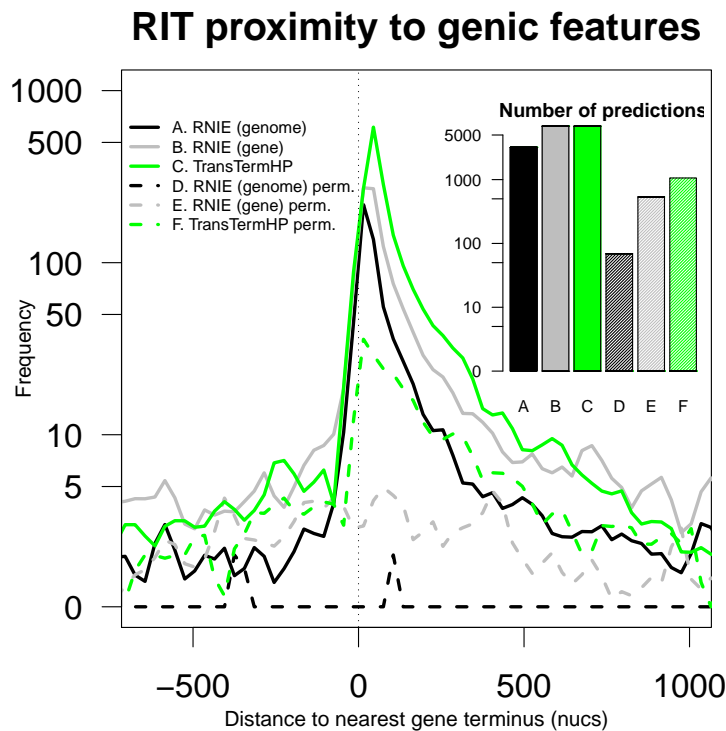 RIT proximity to genic features
1000
500
100
50
10
5
0
Frequency
A. RNIE (genome)
B. RNIE (gene)
C. TransTermHP
D. RNIE (genome) perm.
E. RNIE (gene) perm.
F. TransTermHP perm.
Number of predictions
5000
1000
100
10
0
A B C D E F
−500 0 500 1000
Distance to nearest gene terminus (nucs)